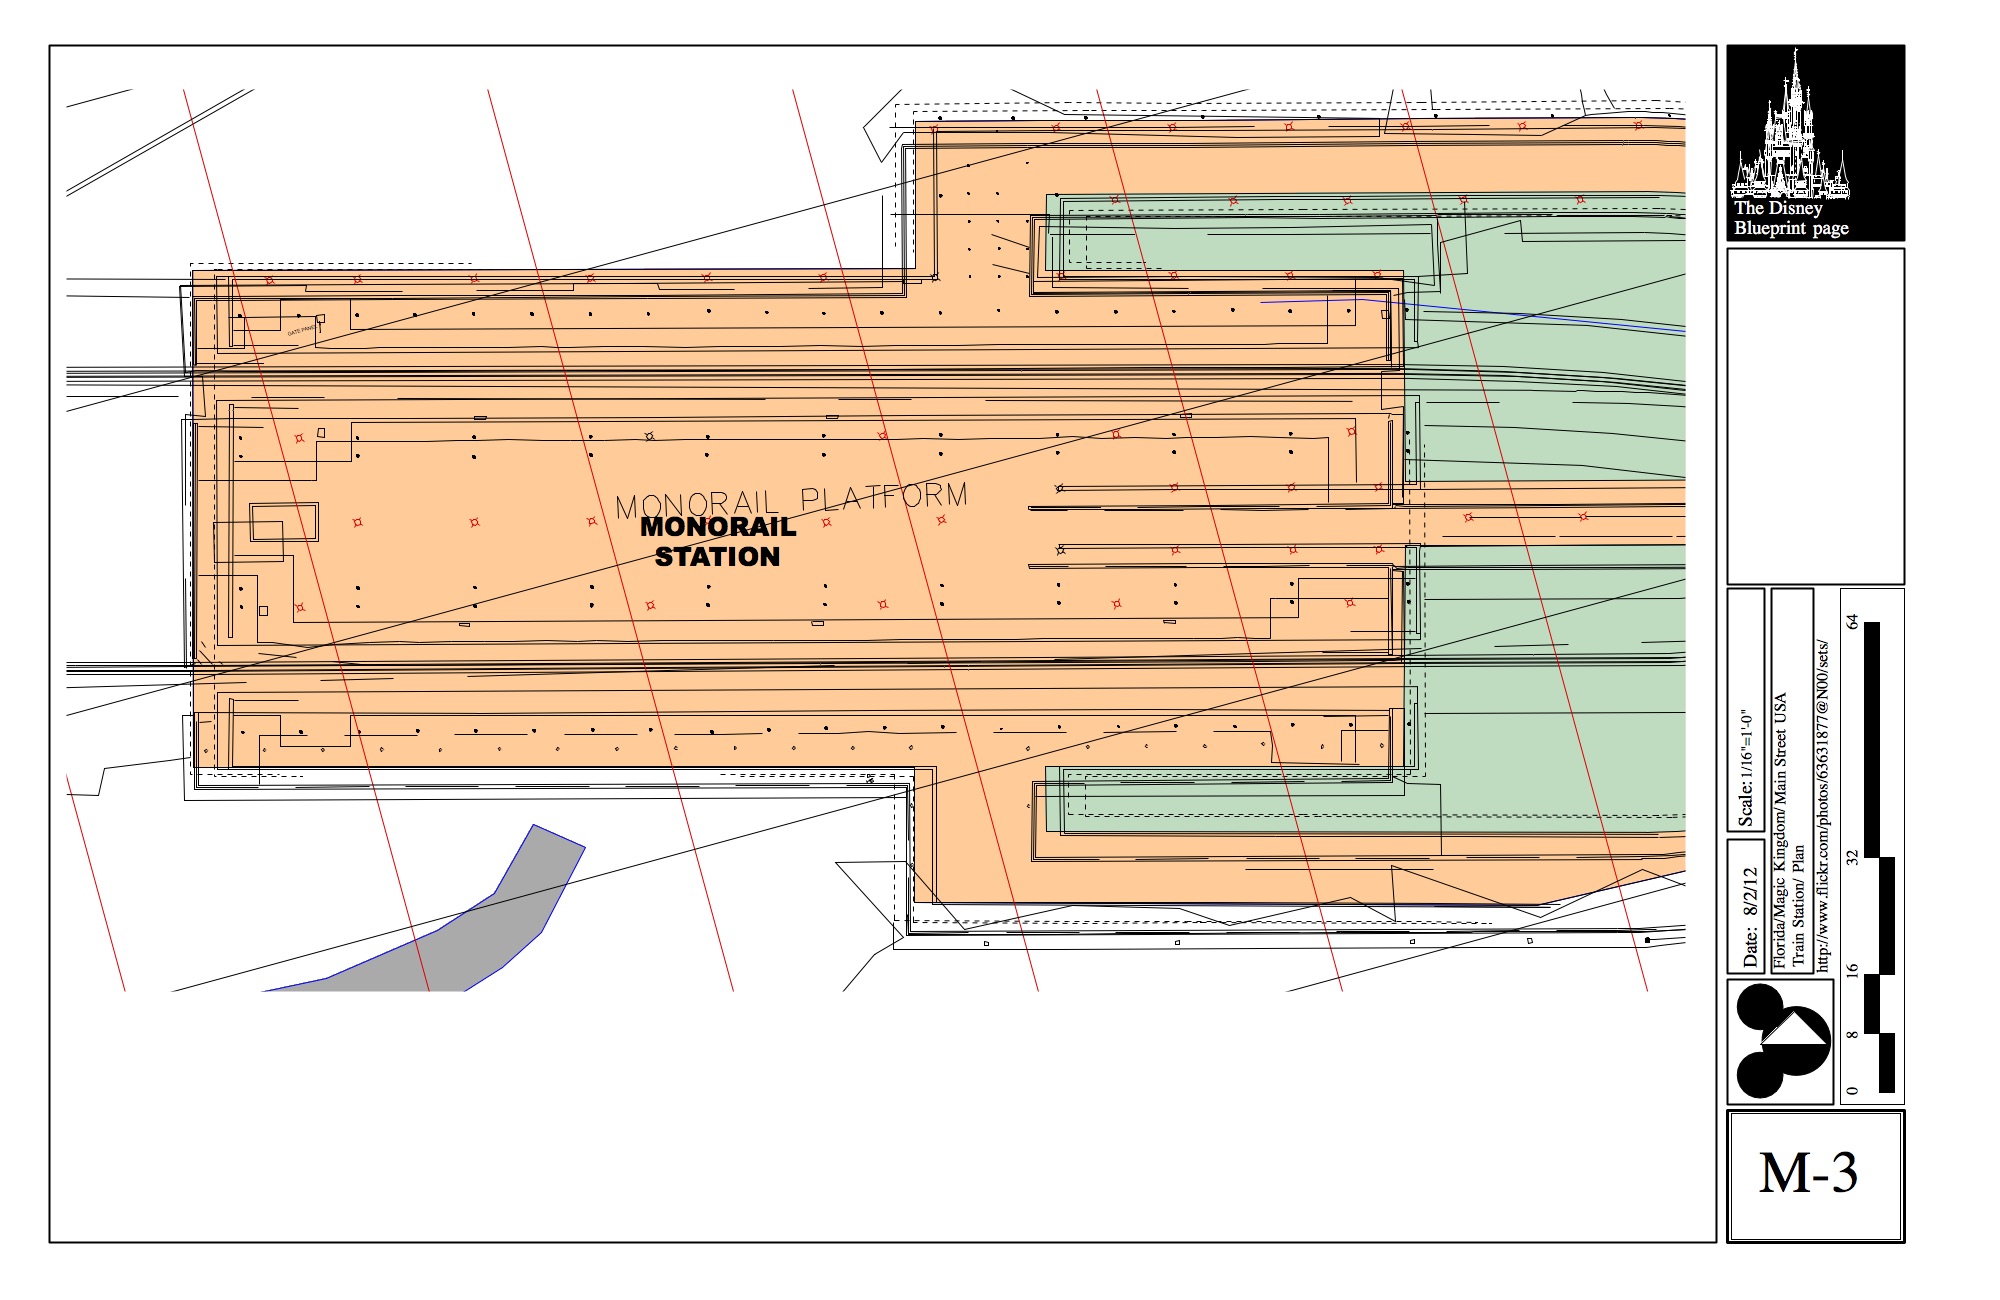 GATE PANEL
MONORAIL PLATFORM
MONORAIL
STATION
The Disney
Blueprint page
Scale:1/16"=1'-0"
Date: 8/2/12
Florida/Magic Kingdom/Main Street USA
Train Station/ Plan
http://www.flickr.com/photos/63631877@N00/sets/
64
32
16
8
0
M-3